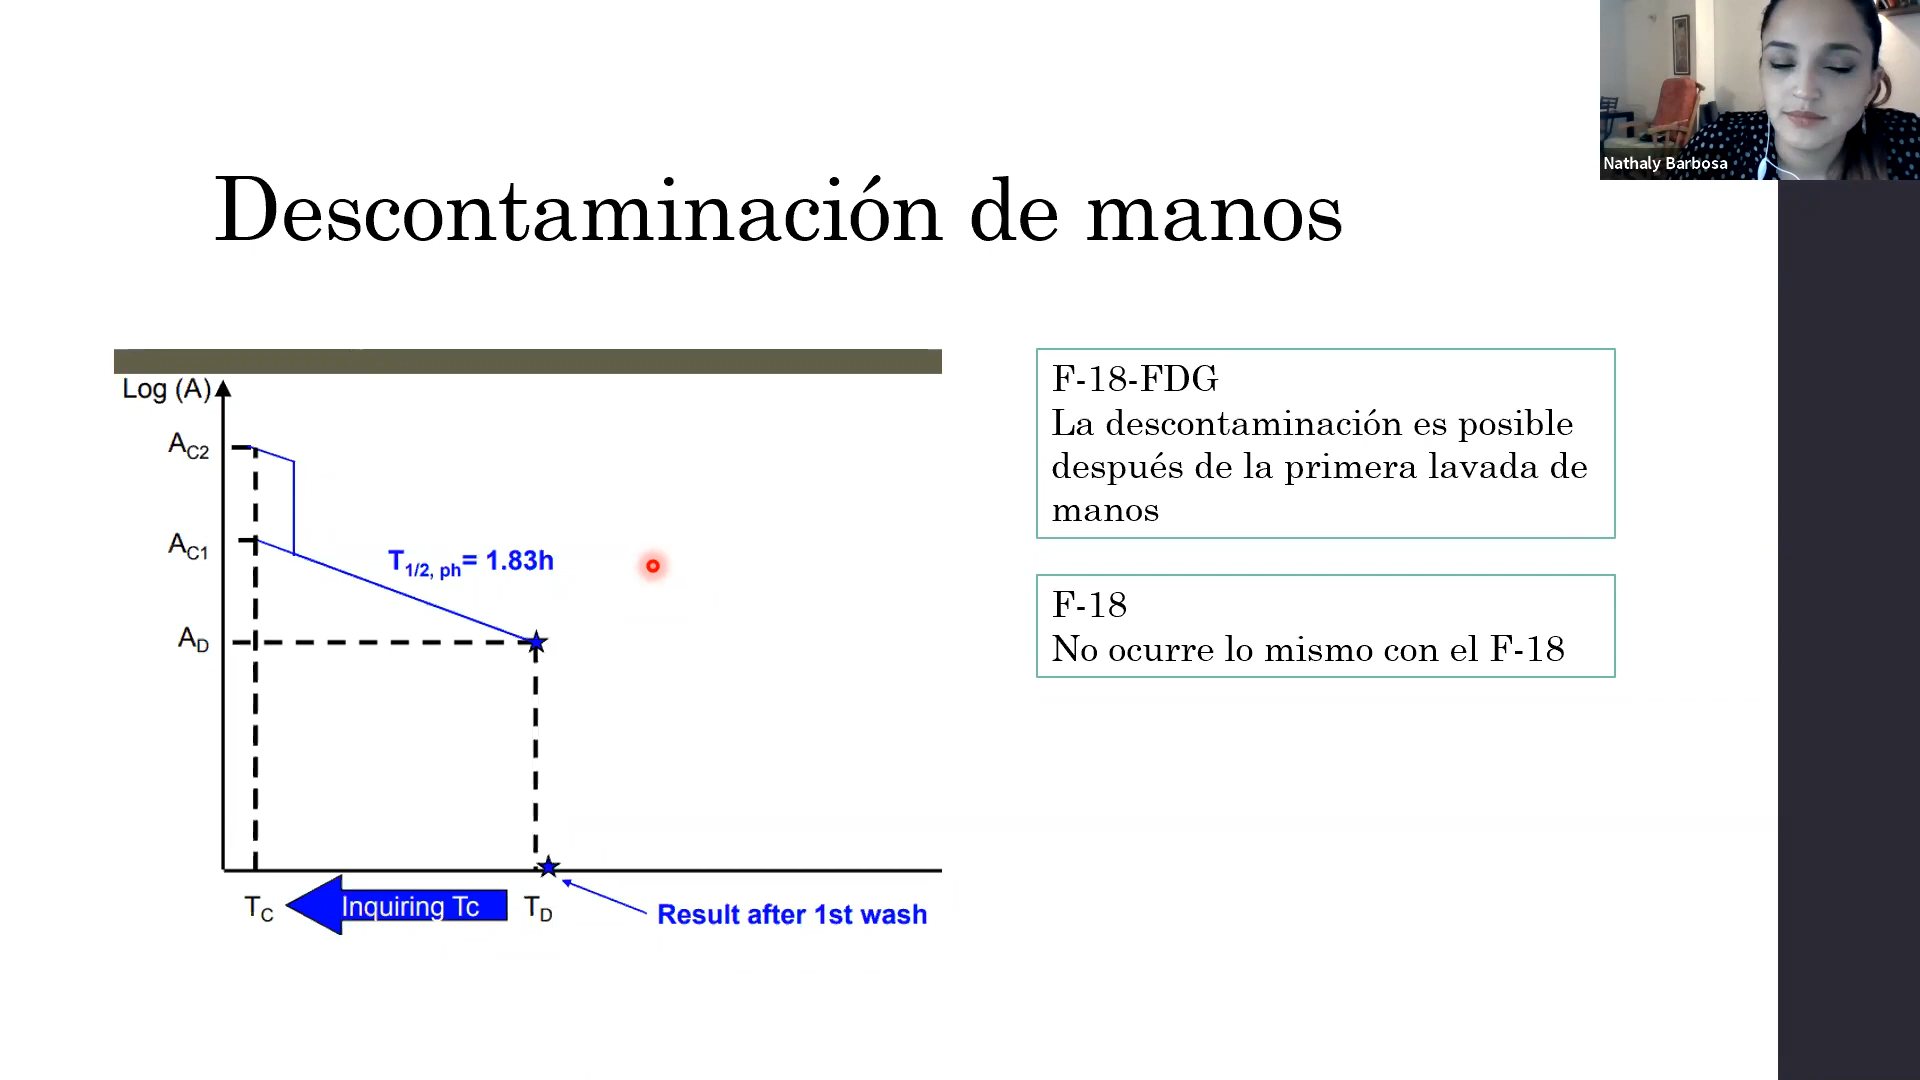 Nathaly Barbosa
Descontaminación de manos
Log (A)
AC2
AC1
AD
T1/2, ph= 1.83h
TC
Inquiring Tc
TD
Result after 1st wash
F-18-FDG
La descontaminación es posible
después de la primera lavada de
manos
F-18
No ocurre lo mismo con el F-18